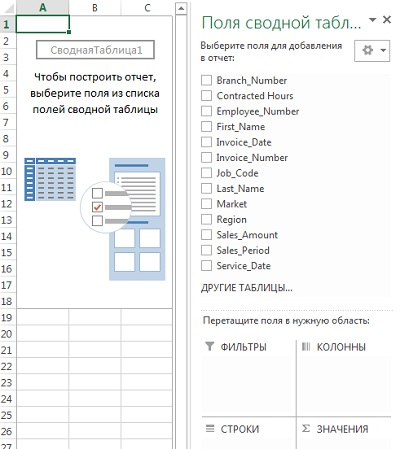 A B C
1
2
3
4
5
6
7
8
9
10
11
12
13
14
15
16
17
18
19
20
21
22
23
24
25
26
27
СводнаяТаблица1
Чтобы построить отчет,
выберите поля из списка
полей сводной таблицы
Поля сводной табл...
Выберите поля для добавления
в отчет:
Branch_Number
Contracted Hours
Employee_Number
First_Name
Invoice_Date
Invoice_Number
Job_Code
Last_Name
Market
Region
Sales_Amount
Sales_Period
Service_Date
ДРУГИЕ ТАБЛИЦЫ...
Перетащите поля в нужную область:
ФИЛЬТРЫ КОЛОННЫ
СТРОКИ Σ ЗНАЧЕНИЯ